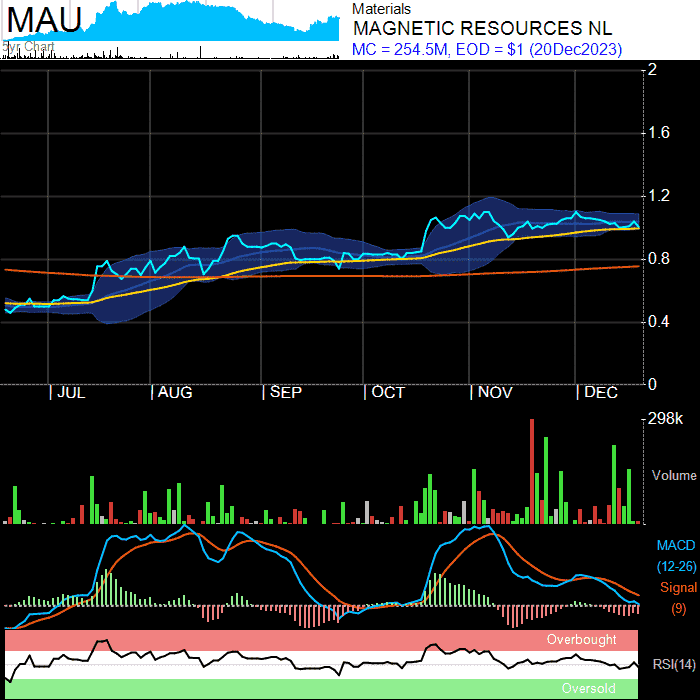 MAU
5yr Chart
Materials
MAGNETIC RESOURCES NL
MC = 254.5M, EOD = $1 (20Dec2023)
2
1.6
1.2
0.8
0.4
0
| JUL | AUG | SEP | OCT | NOV | DEC
298k
Volume
MACD
(12-26)
Signal
(9)
Overbought
RSI(14)
Oversold